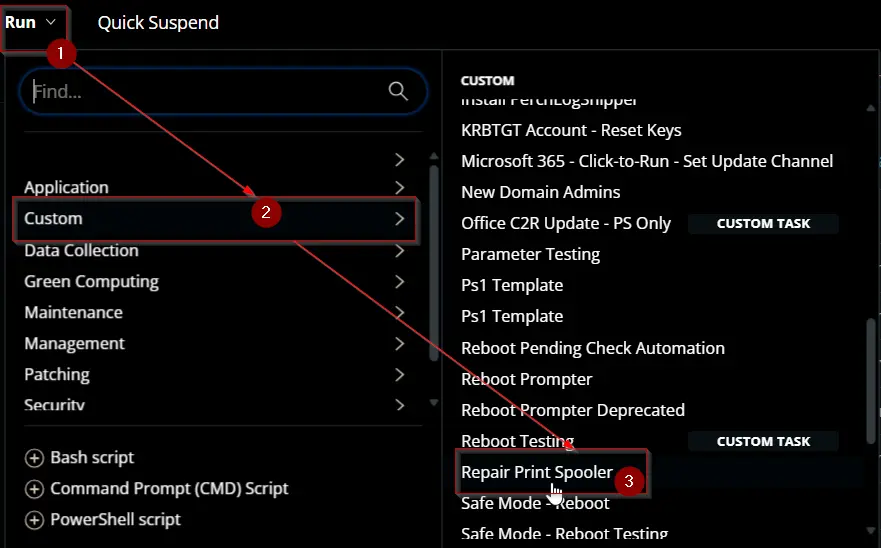 Run
Quick Suspend
1
Find...
Application
2
Custom
Data Collection
Green Computing
Maintenance
Management
Patching
Security
Bash script
Command Prompt (CMD) Script
PowerShell script
CUSTOM
Install PerchLogShipper
KRBTGT Account - Reset Keys
Microsoft 365 - Click-to-Run - Set Update Channel
New Domain Admins
Office C2R Update - PS Only CUSTOM TASK
Parameter Testing
Ps1 Template
Ps1 Template
Reboot Pending Check Automation
Reboot Prompter
Reboot Prompter Deprecated
Reboot Testing CUSTOM TASK
Repair Print Spooler
3
Safe Mode - Reboot
Safe Mode - Reboot Testing